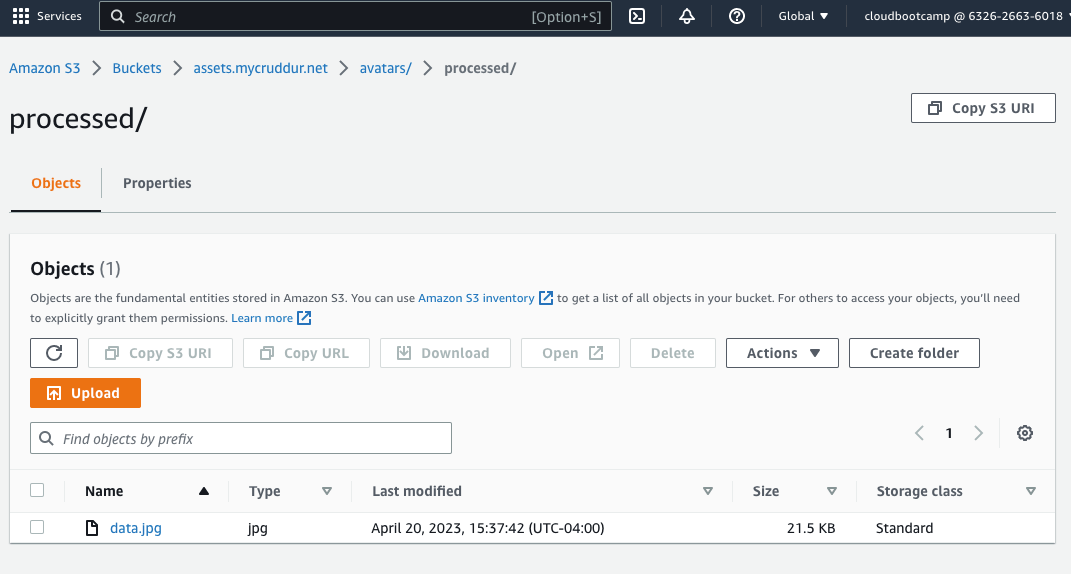 Services Search [Option+S] Global cloudbootcamp @ 6326-2663-6018
Amazon S3 Buckets assets.mycruddur.net avatars/ processed/
processed/
Copy S3 URI
Objects Properties
Objects (1)
Objects are the fundamental entities stored in Amazon S3. You can use Amazon S3 inventory to get a list of all objects in your bucket. For others to access your objects, you'll need
to explicitly grant them permissions. Learn more
Copy S3 URI Copy URL Download Open Delete Actions Create folder
Upload
Find objects by prefix 1
Name Type Last modified Size Storage class
data.jpg jpg April 20, 2023, 15:37:42 (UTC-04:00) 21.5 KB Standard